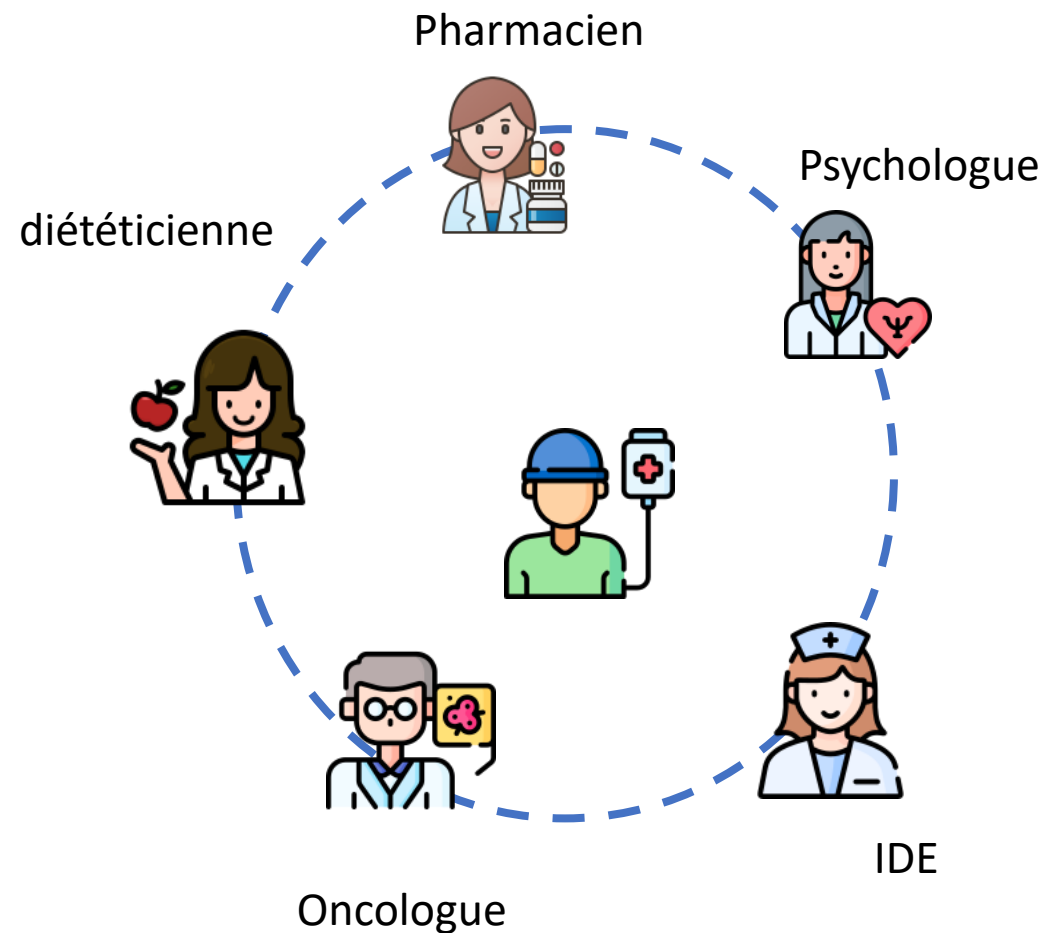 Pharmacien
Psychologue
diététicienne
IDE
Oncologue